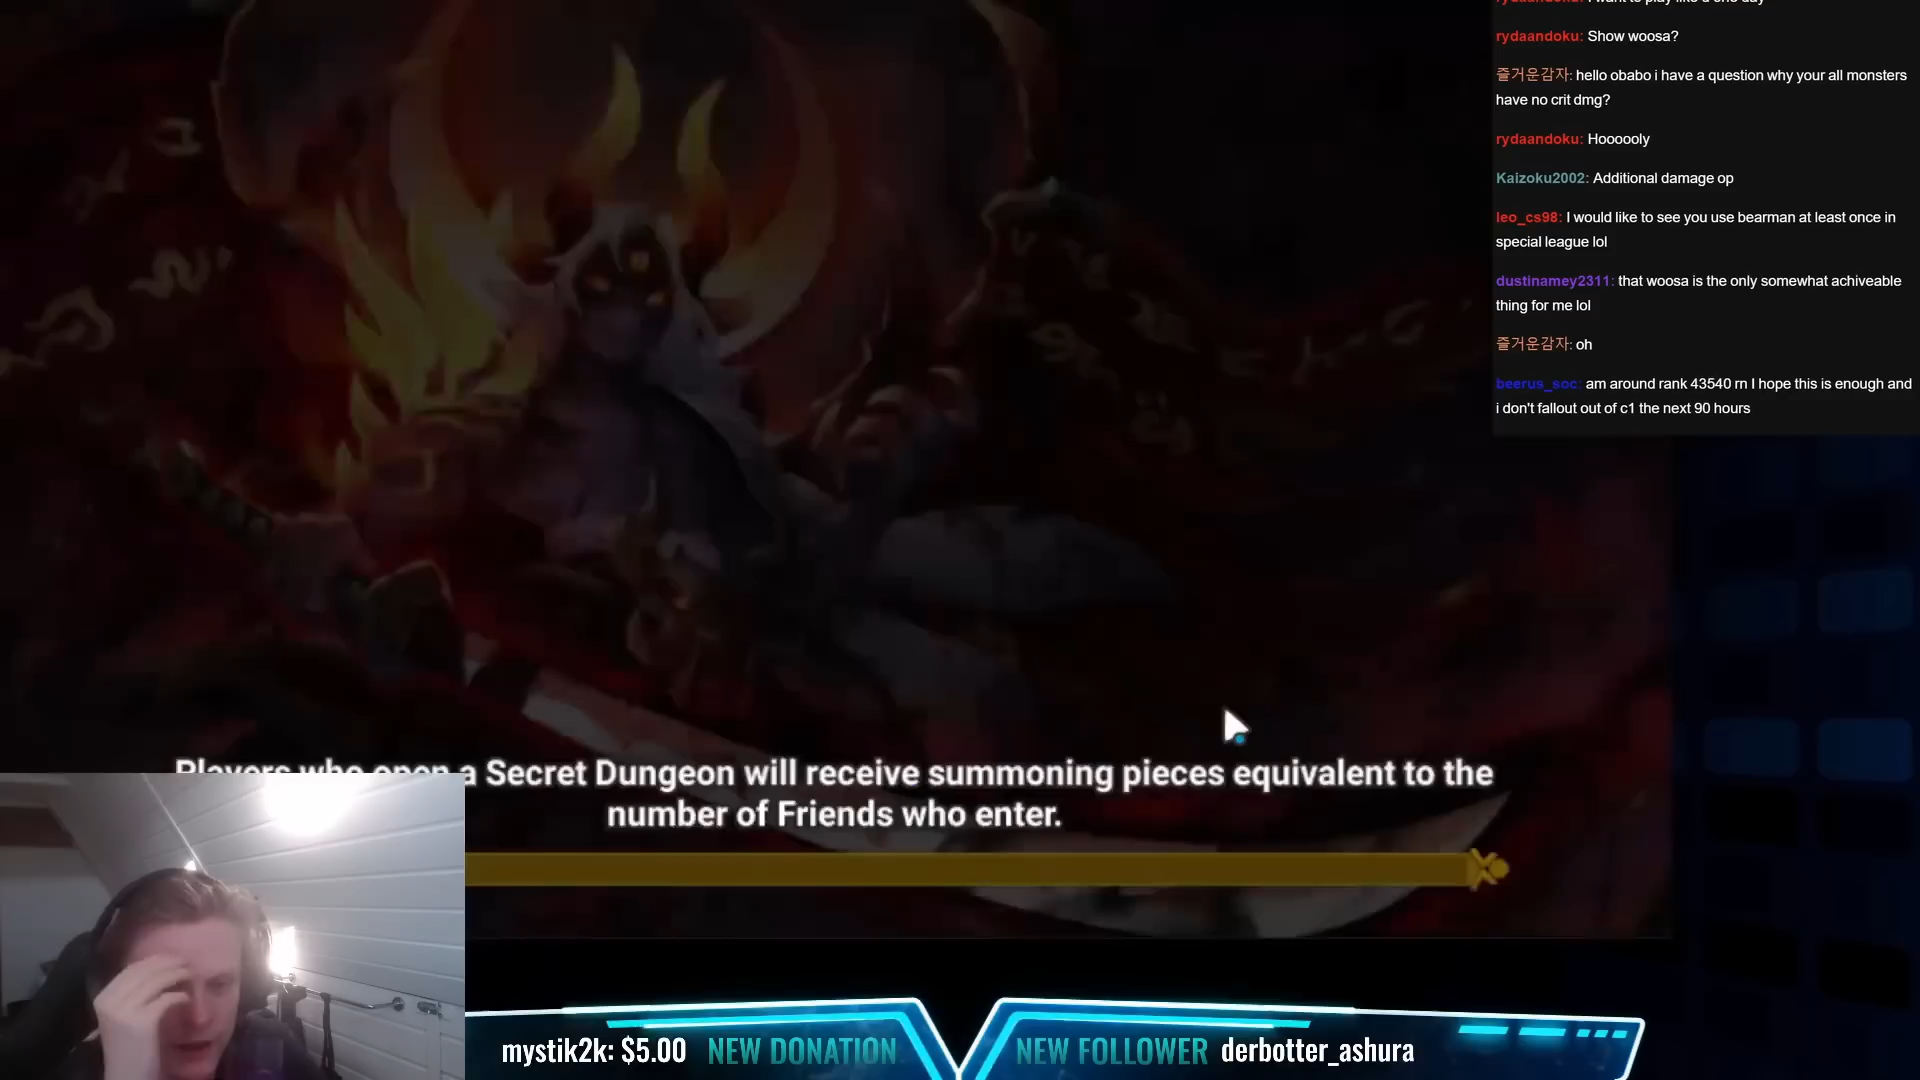 rydaandoku: Show woosa?
즐거운감자: hello obabo i have a question why your all monsters
have no crit dmg?
rydaandoku: Hoooooly
Kaizoku2002: Additional damage op
leo_cs98: I would like to see you use bearman at least once in
special league lol
dustinamey2311: that woosa is the only somewhat achiveable
thing for me lol
즐거운감자: oh
beerus_soc: am around rank 43540 rn I hope this is enough and
i don't fallout out of c1 the next 90 hours
Players who open a Secret Dungeon will receive summoning pieces equivalent to the
number of Friends who enter.
mystik2k: $5.00 NEW DONATION
NEW FOLLOWER derbotter_ashura